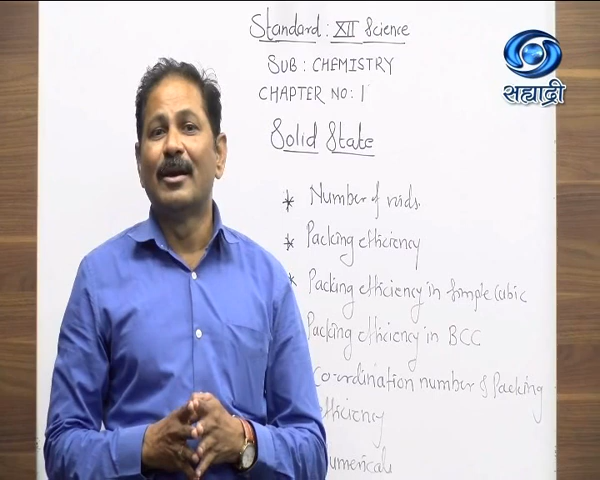 Standard: XII Science
SUB: CHEMISTRY
CHAPTER NO: 1
Solid State
* Number of voids.
* Packing efficiency
* Packing efficiency in Simple Cubic
Packing efficiency in BCC
Co-ordination number & Packing
efficiency
umericals
सह्याद्री